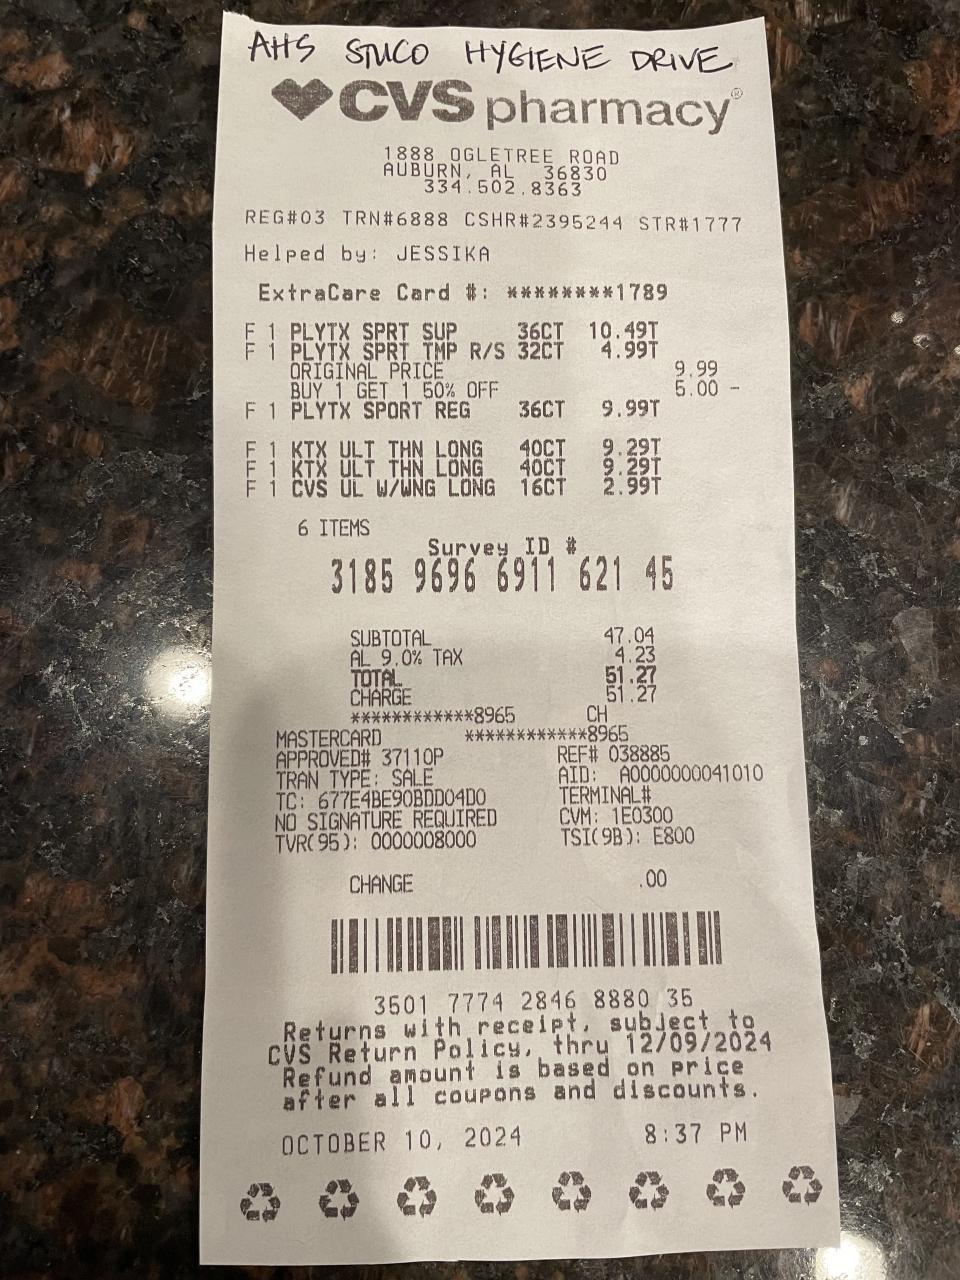 AHS STUCO HYGIENE DRIVE
CVS pharmacy®
1888 OGLETREE ROAD
AUBURN, AL 36830
334.502.8363
REG#03 TRN#6888 CSHR#2395244 STR#1777
Helped by: JESSIKA
ExtraCare Card #: ********1789
F 1 PLYTX SPRT SUP 36CT 10.49T
F 1 PLYTX SPRT TMP R/S 32CT 4.99T
ORIGINAL PRICE 9.99
BUY 1 GET 1 50% OFF 5.00 -
F 1 PLYTX SPORT REG 36CT 9.99T
F 1 KTX ULT THN LONG 40CT 9.29T
F 1 KTX ULT THN LONG 40CT 9.29T
F 1 CVS UL W/WNG LONG 16CT 2.99T
6 ITEMS
Survey ID #
3185 9696 6911 621 45
SUBTOTAL 47.04
AL 9.0% TAX 4.23
TOTAL 51.27
CHARGE 51.27
************8965 CH
MASTERCARD ************8965
APPROVED# 37110P REF# 038885
TRAN TYPE: SALE AID: A0000000041010
TC: 677E4BE90BDD04D0 TERMINAL#
NO SIGNATURE REQUIRED CVM: 1E0300
TVR(95): 0000008000 TSI(9B): E800
CHANGE .00
3501 7774 2846 8880 35
Returns with receipt, subject to
CVS Return Policy, thru 12/09/2024
Refund amount is based on price
after all coupons and discounts.
OCTOBER 10, 2024 8:37 PM